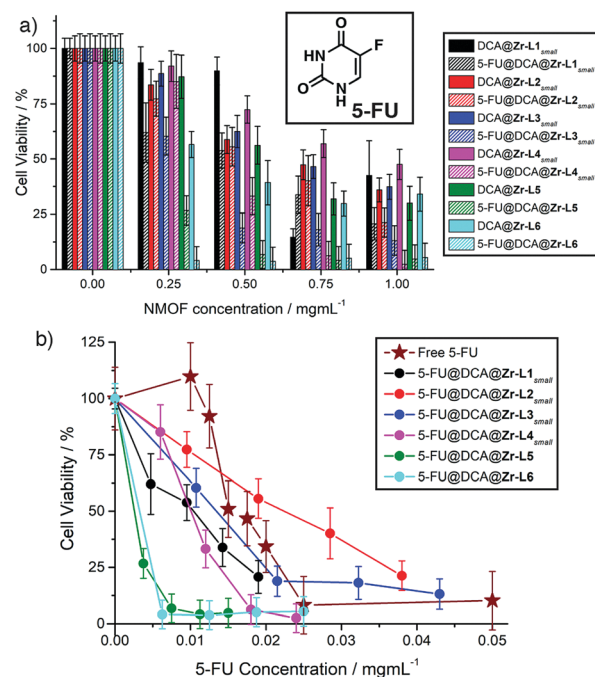 a)
O
HN
F
O
N
H
5-FU
Cell Viability / %
100
75
50
25
0
0.00 0.25 0.50 0.75 1.00
NMOF concentration / mgmL⁻¹
DCA@Zr-L1small
5-FU@DCA@Zr-L1small
DCA@Zr-L2small
5-FU@DCA@Zr-L2small
DCA@Zr-L3small
5-FU@DCA@Zr-L3small
DCA@Zr-L4small
5-FU@DCA@Zr-L4small
DCA@Zr-L5
5-FU@DCA@Zr-L5
DCA@Zr-L6
5-FU@DCA@Zr-L6
b)
Cell Viability / %
125
100
75
50
25
0
0.00 0.01 0.02 0.03 0.04 0.05
5-FU Concentration / mgmL⁻¹
Free 5-FU
5-FU@DCA@Zr-L1small
5-FU@DCA@Zr-L2small
5-FU@DCA@Zr-L3small
5-FU@DCA@Zr-L4small
5-FU@DCA@Zr-L5
5-FU@DCA@Zr-L6